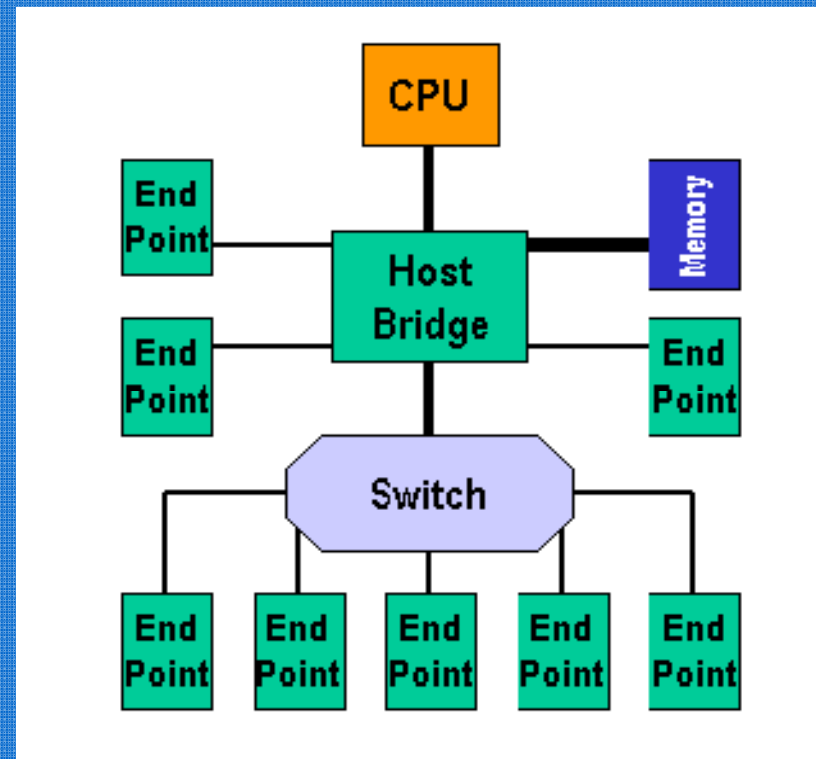 CPU
End
Point
Memory
Host
Bridge
End
Point
End
Point
Switch
End
Point
End
Point
End
Point
End
Point
End
Point